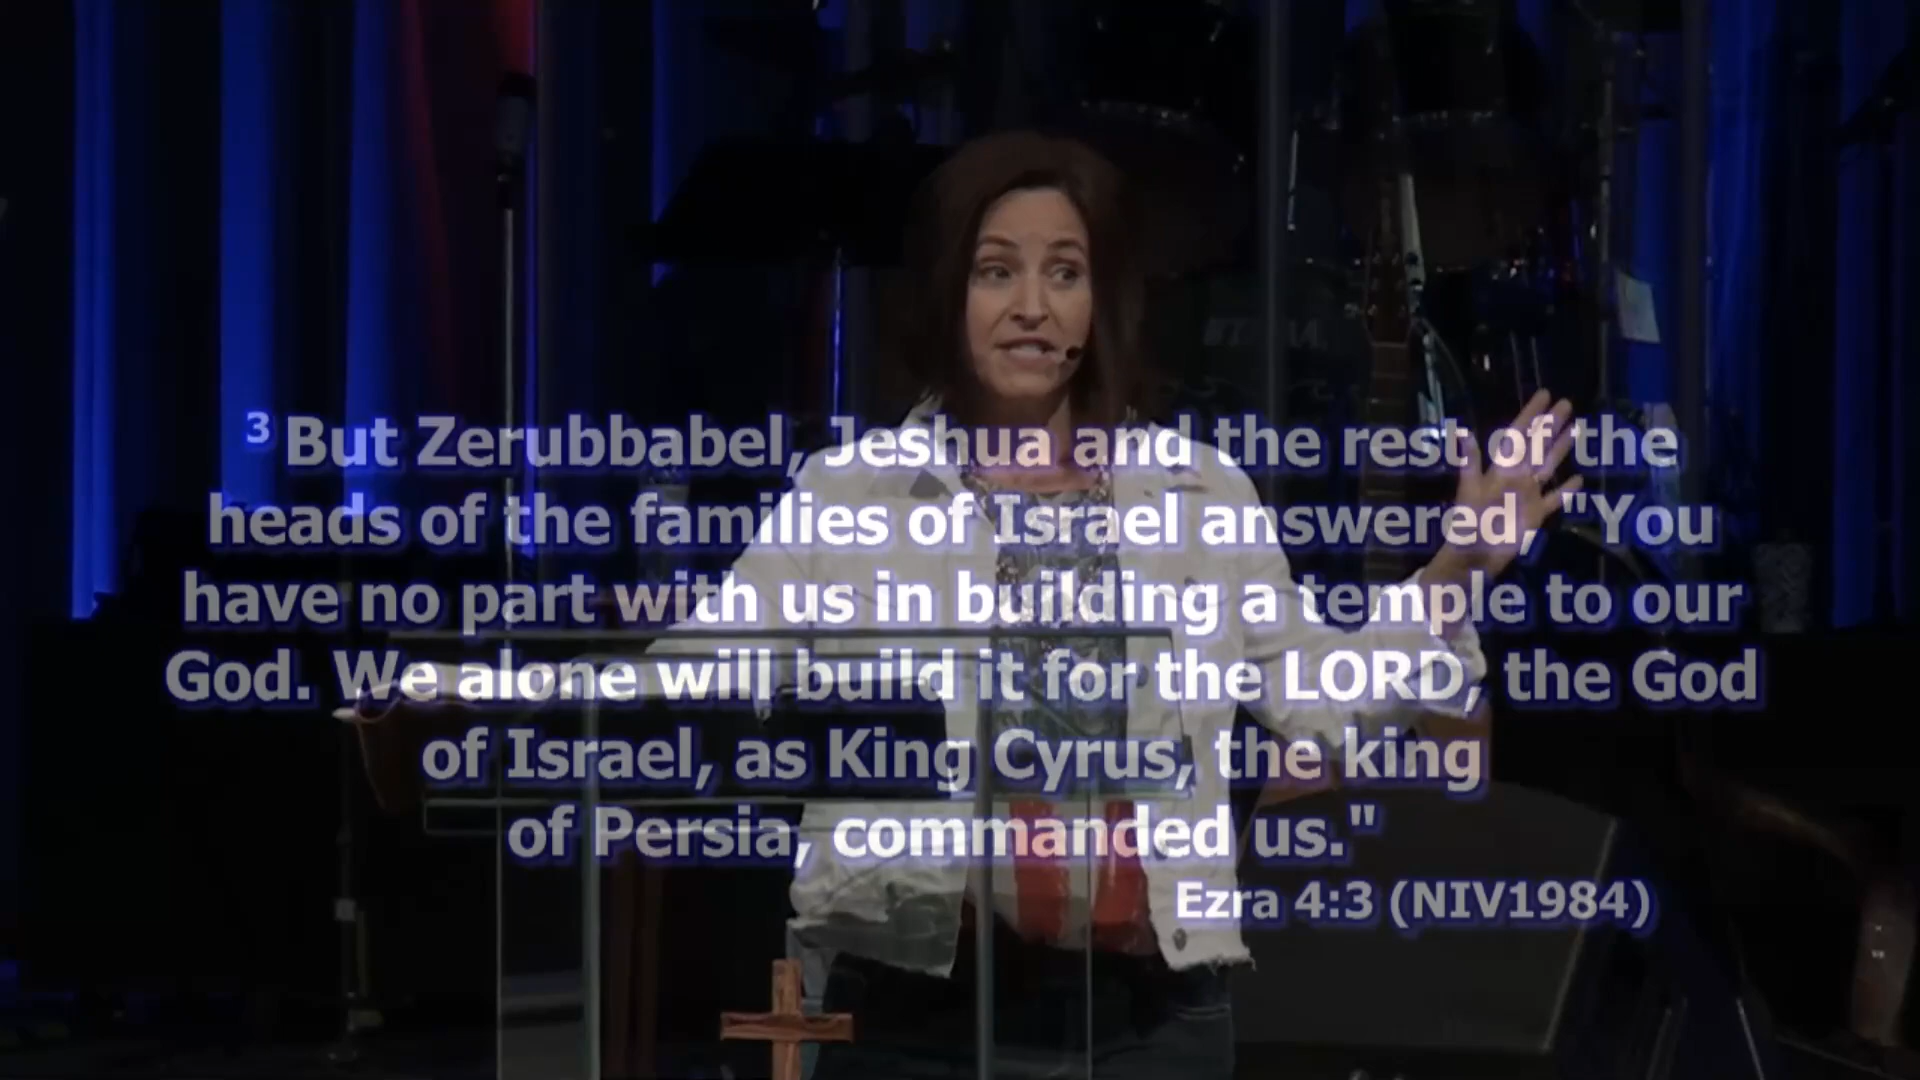 3 But Zerubbabel, Jeshua and the rest of the
heads of the families of Israel answered, "You
have no part with us in building a temple to our
God. We alone will build it for the LORD, the God
of Israel, as King Cyrus, the king
of Persia, commanded us."
Ezra 4:3 (NIV1984)